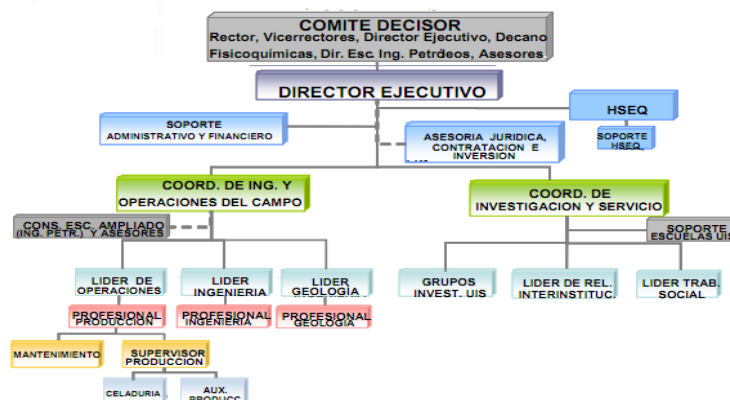 COMITE DECISOR
Rector, Vicerrectores, Director Ejecutivo, Decano
Fisicoquímicas, Dir. Esc. Ing. Petróleos, Asesores
DIRECTOR EJECUTIVO
HSEQ
SOPORTE
HSEQ
SOPORTE
ADMINISTRATIVO Y FINANCIERO
ASESORIA JURIDICA,
CONTRATACION E
INVERSION
COORD. DE ING. Y
OPERACIONES DEL CAMPO
COORD. DE
INVESTIGACION Y SERVICIO
CONS. ESC. AMPLIADO
(ING. PETR.) Y ASESORES
SOPORTE
ESCUELAS UIS
LIDER DE
OPERACIONES
LIDER
INGENIERIA
LIDER
GEOLOGIA
GRUPOS
INVEST. UIS
LIDER DE REL.
INTERINSTITUC.
LIDER TRAB.
SOCIAL
PROFESIONAL
PRODUCCION
PROFESIONAL
INGENIERIA
PROFESIONAL
GEOLOGIA
MANTENIMIENTO
SUPERVISOR
PRODUCCION
CELADURIA
AUX.
PRODUCC